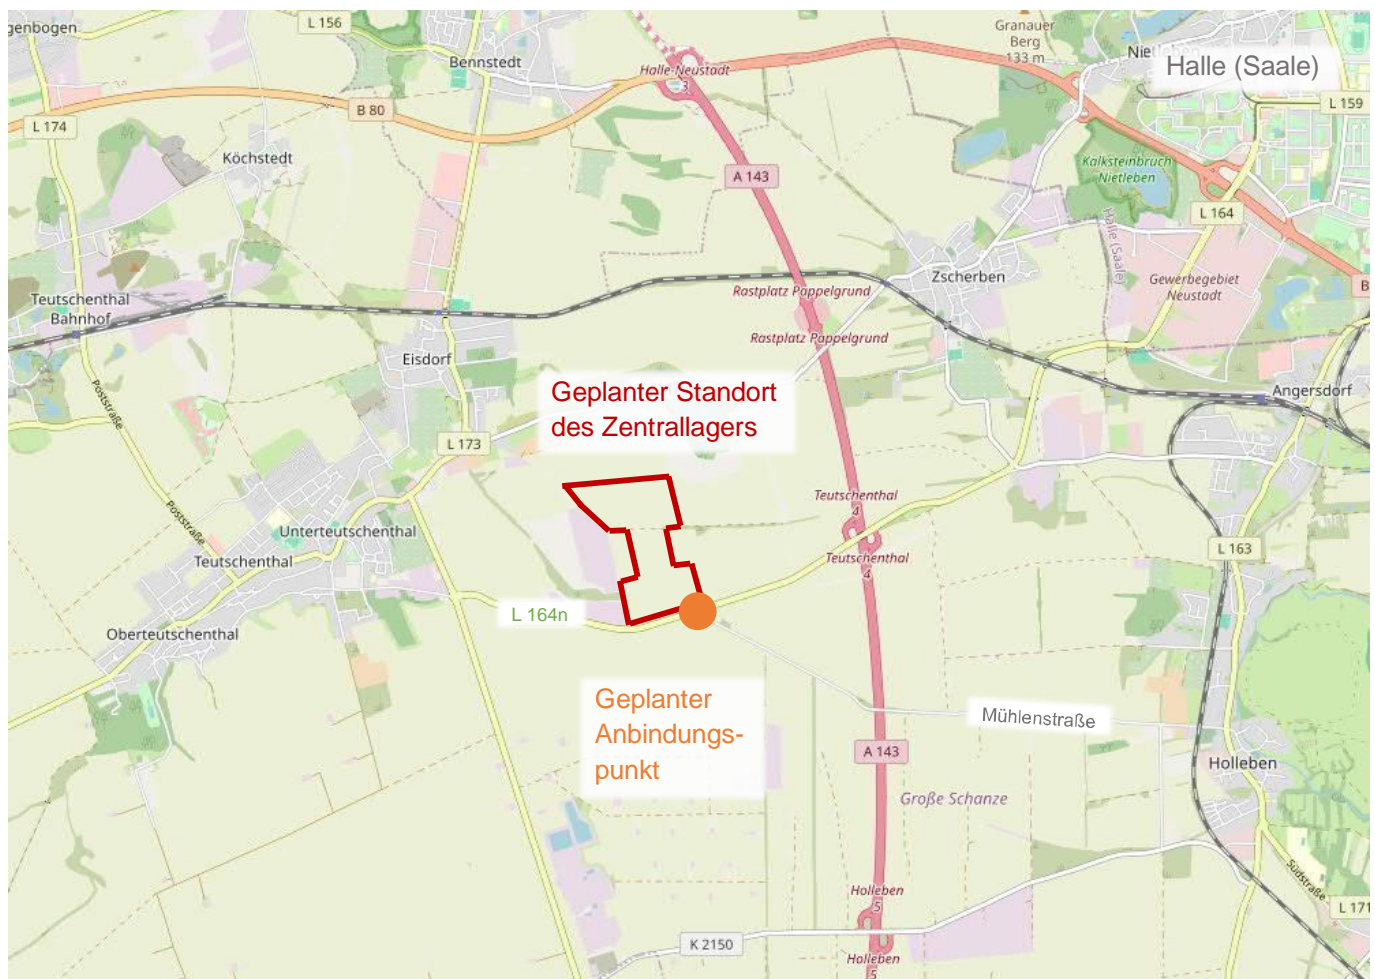 genbogen
L 156
Bennstedt
Halle-Neustadt
3
Granauer
Berg
133 m
Halle (Saale)
L 159
B 80
L 174
Köchstedt
A 143
Kalksteinbruch
Nietleben
L 164
Halle (Saale)
Zscherben
Gewerbegebiet
Neustadt
B
Teutschenthal
Bahnhof
Rastplatz Pappelgrund
Rastplatz Pappelgrund
Eisdorf
Angersdorf
Poststraße
Geplanter Standort
des Zentrallagers
L 173
Teutschenthal
4
Poststraße
Unterteutschenthal
Teutschenthal
Teutschenthal
4
L 163
L 164n
Oberteutschenthal
Geplanter
Anbindungs-
punkt
Mühlenstraße
A 143
Holleben
Große Schanze
Südstraße
Holleben
5
L 171
K 2150
Holleben
5